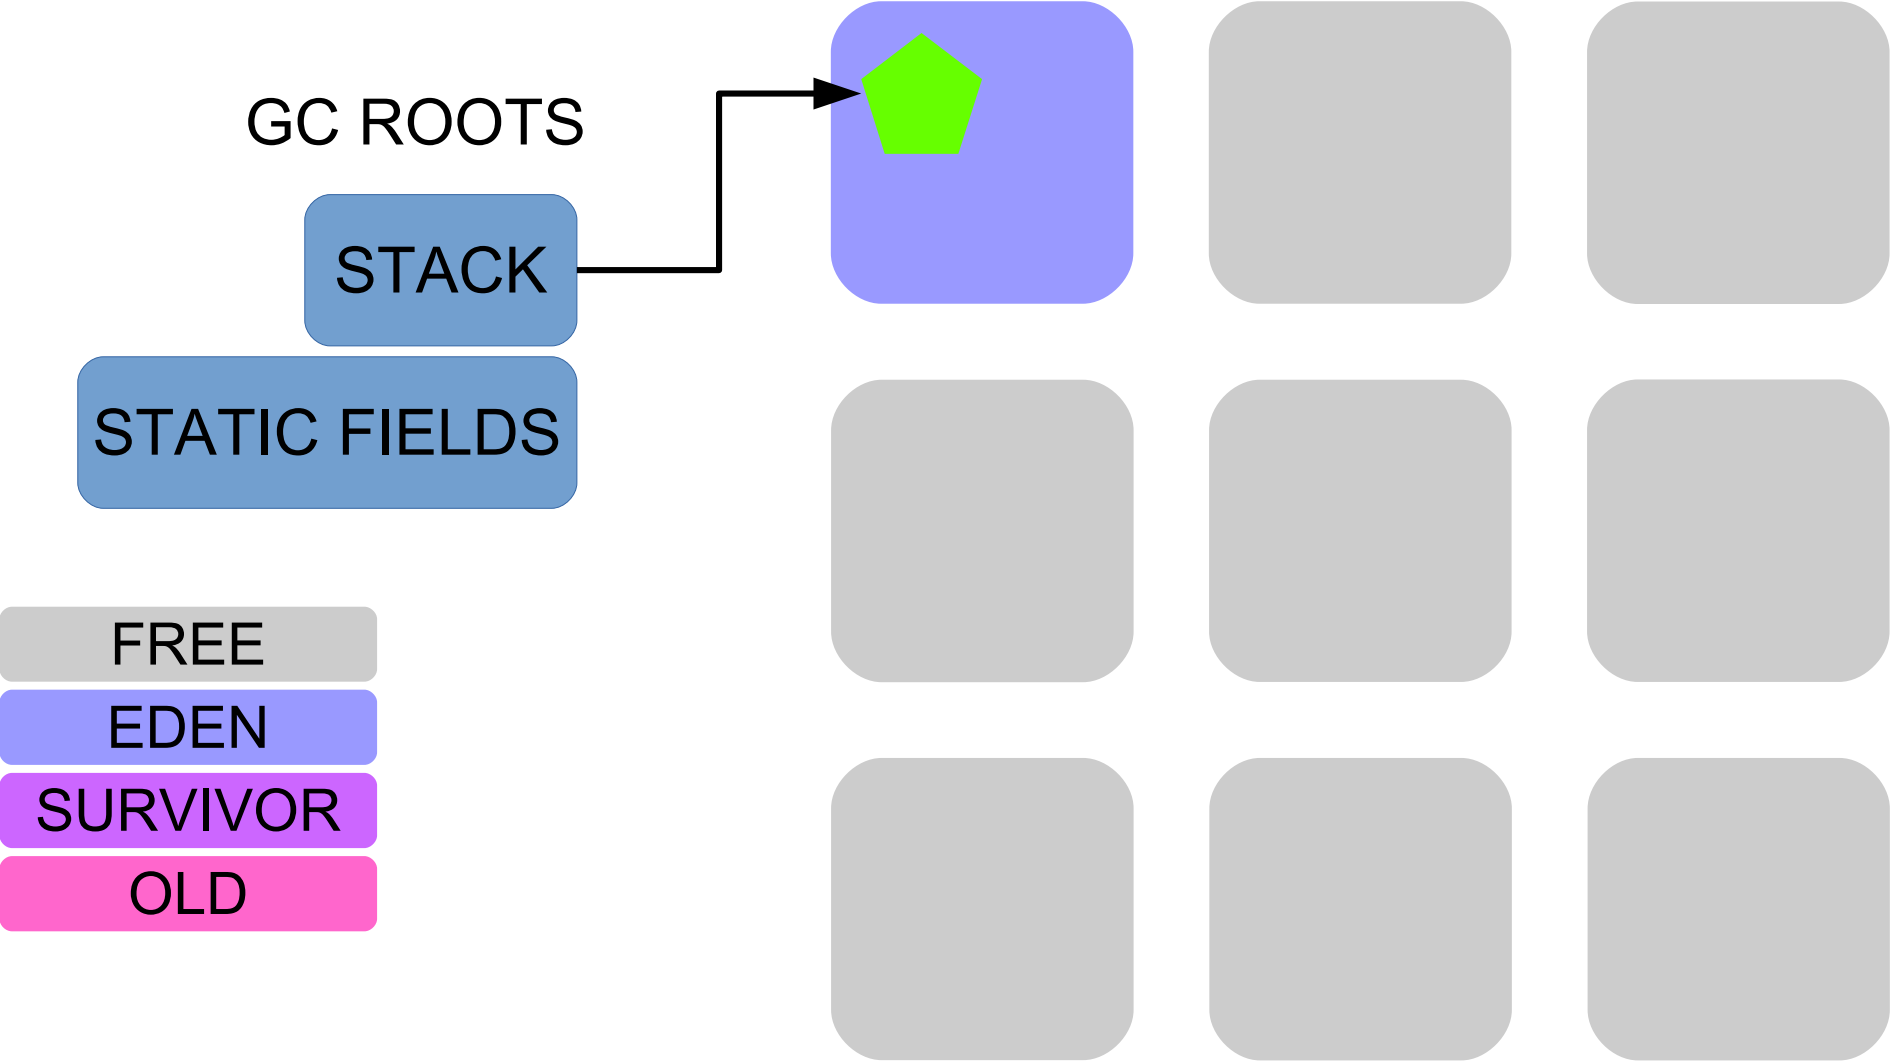 GC ROOTS
STACK
STATIC FIELDS
FREE
EDEN
SURVIVOR
OLD